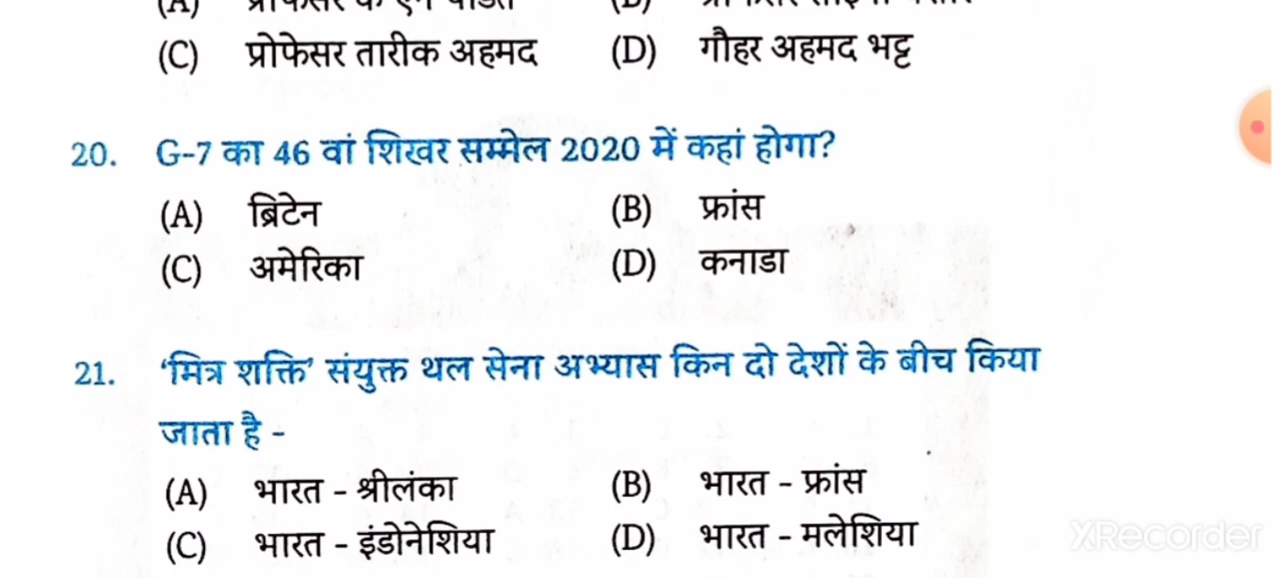 (C) प्रोफेसर तारीक अहमद (D) गौहर अहमद भट्ट
20. G-7 का 46 वां शिखर सम्मेल 2020 में कहां होगा?
(A) ब्रिटेन (B) फ्रांस
(C) अमेरिका (D) कनाडा
21. 'मित्र शक्ति' संयुक्त थल सेना अभ्यास किन दो देशों के बीच किया
जाता है -
(A) भारत - श्रीलंका (B) भारत - फ्रांस
(C) भारत - इंडोनेशिया (D) भारत - मलेशिया
XRecorder